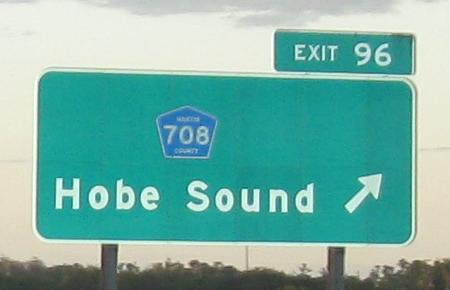 EXIT 96
MARTIN
708
COUNTY
Hobe Sound